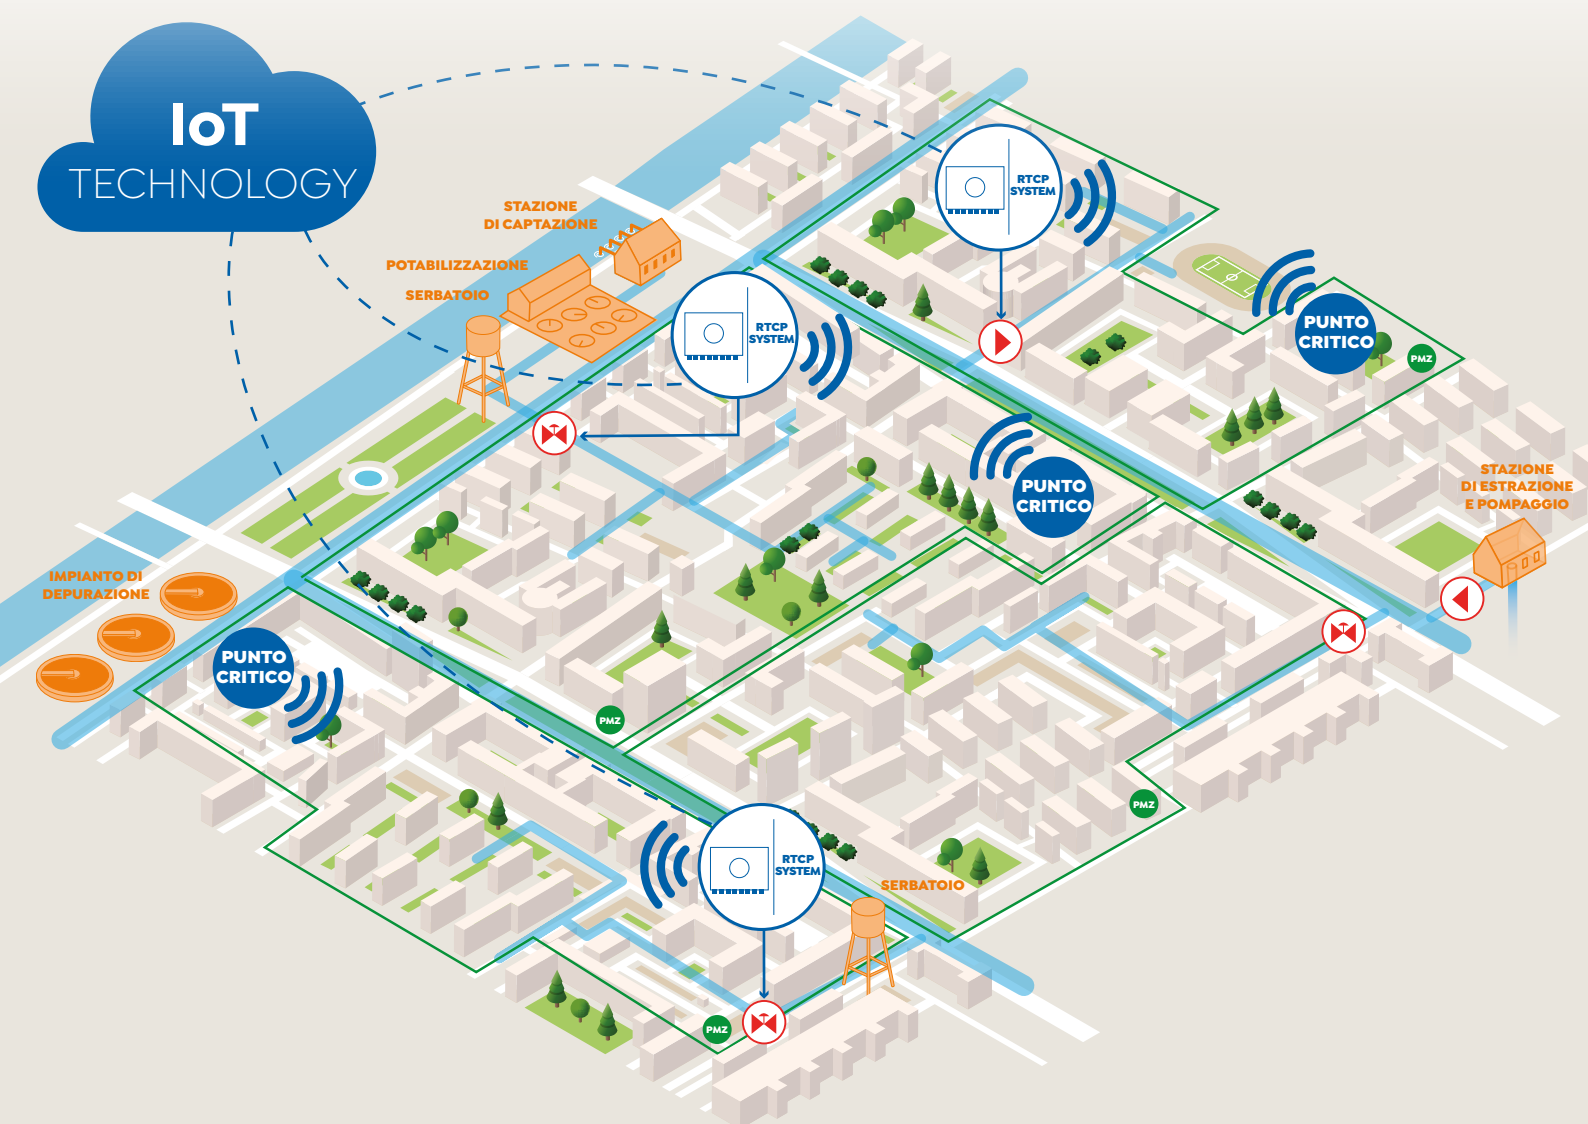 IoT
TECHNOLOGY
STAZIONE
DI CAPTAZIONE
POTABILIZZAZIONE
SERBATOIO
RTCP
SYSTEM
RTCP
SYSTEM
PUNTO
CRITICO
PMZ
PUNTO
CRITICO
STAZIONE
DI ESTRAZIONE
E POMPAGGIO
IMPIANTO DI
DEPURAZIONE
PUNTO
CRITICO
PMZ
PMZ
RTCP
SYSTEM
SERBATOIO
PMZ